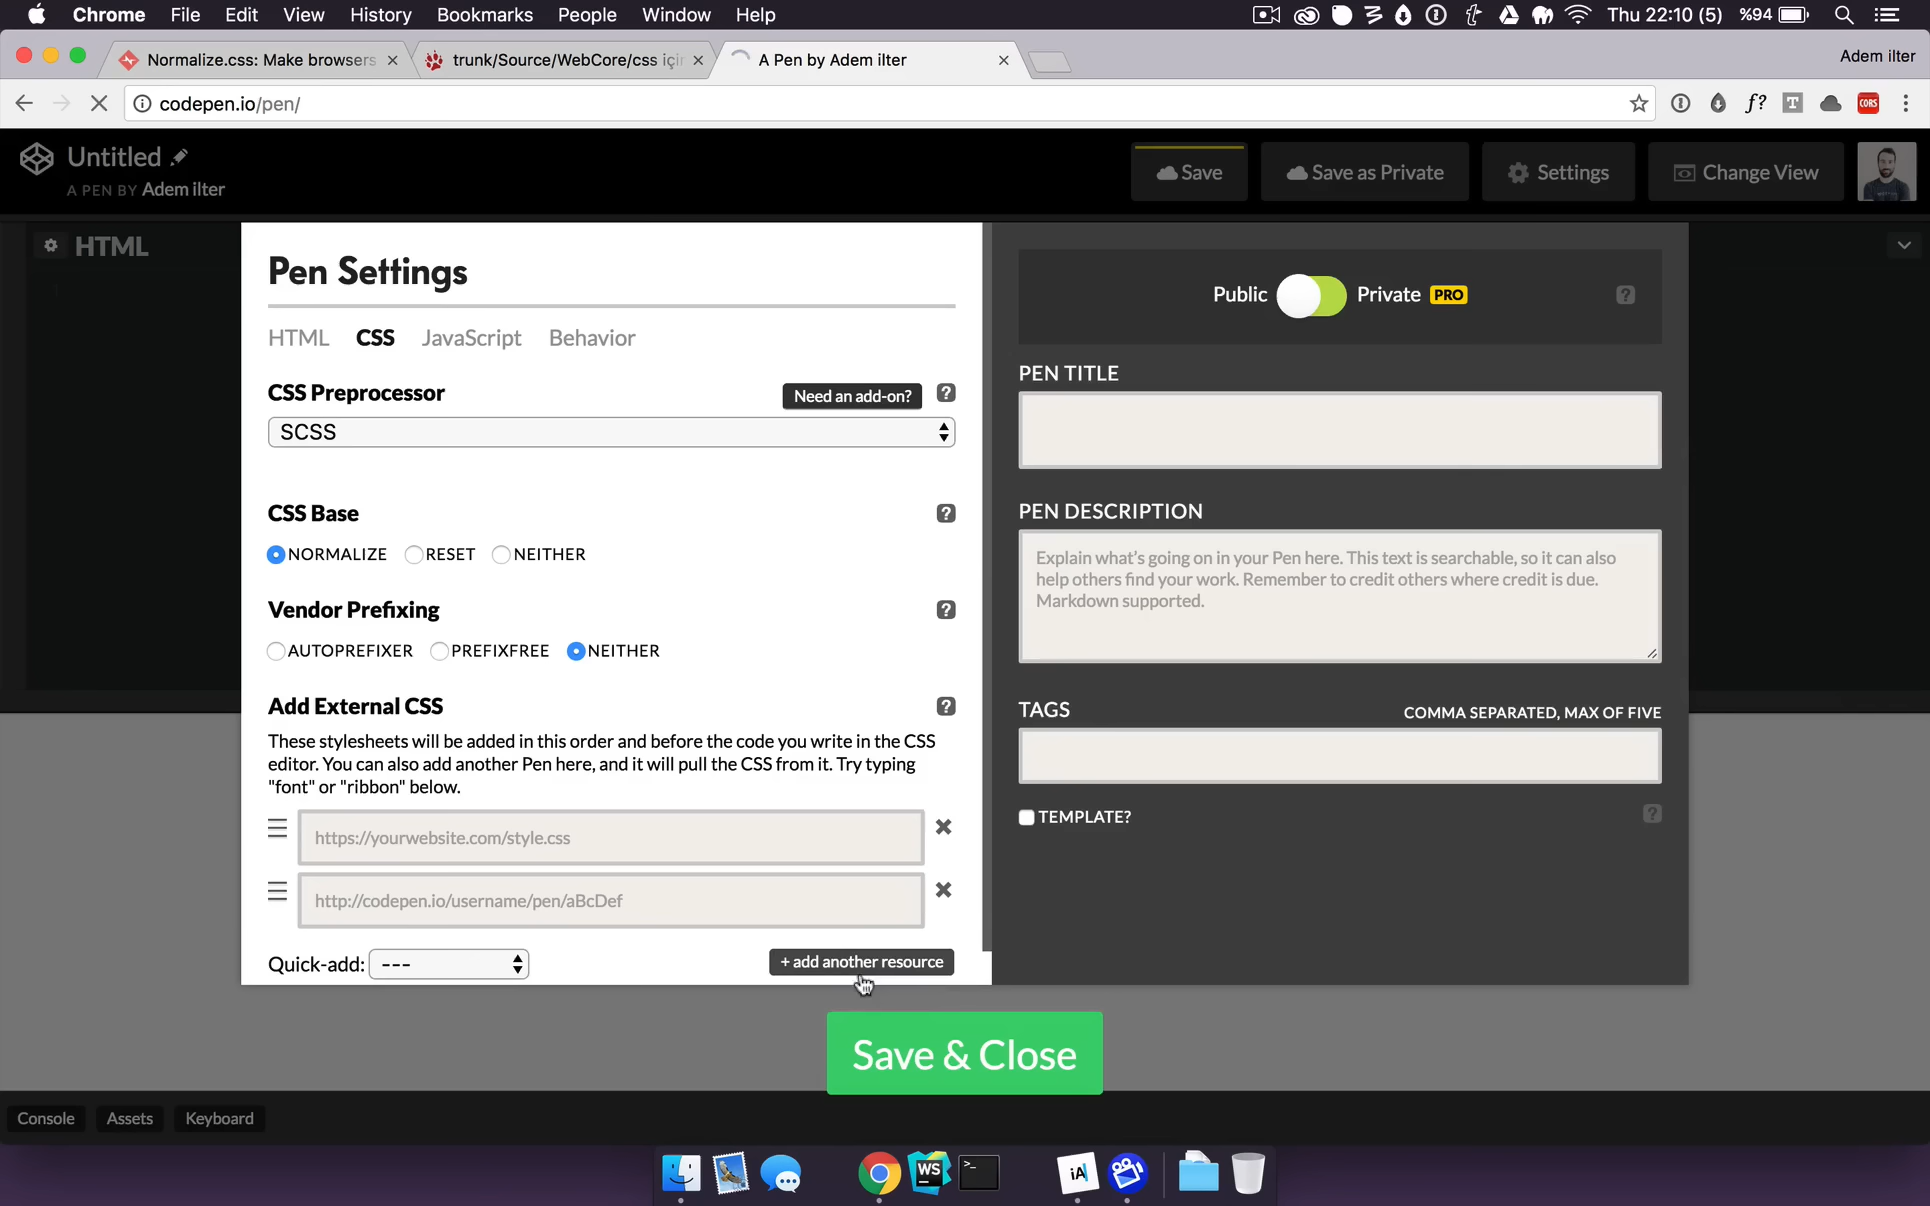 Chrome File Edit View History Bookmarks People Window Help
Thu 22:10 (5) %94
Normalize.css: Make browsers
trunk/Source/WebCore/css içi
A Pen by Adem ilter
Adem ilter
codepen.io/pen/
f?
T
CORS
Untitled
A PEN BY Adem ilter
Save
Save as Private
Settings
Change View
HTML
1
Pen Settings
HTML CSS JavaScript Behavior
CSS Preprocessor
Need an add-on? ?
SCSS
CSS Base ?
NORMALIZE RESET NEITHER
Vendor Prefixing ?
AUTOPREFIXER PREFIXFREE NEITHER
Add External CSS ?
These stylesheets will be added in this order and before the code you write in the CSS
editor. You can also add another Pen here, and it will pull the CSS from it. Try typing
"font" or "ribbon" below.
https://yourwebsite.com/style.css
http://codepen.io/username/pen/aBcDef
Quick-add: ---
+ add another resource
Public Private PRO ?
PEN TITLE
PEN DESCRIPTION
Explain what's going on in your Pen here. This text is searchable, so it can also
help others find your work. Remember to credit others where credit is due.
Markdown supported.
TAGS
COMMA SEPARATED, MAX OF FIVE
TEMPLATE? ?
Save & Close
Console Assets Keyboard
WS
>_
iA